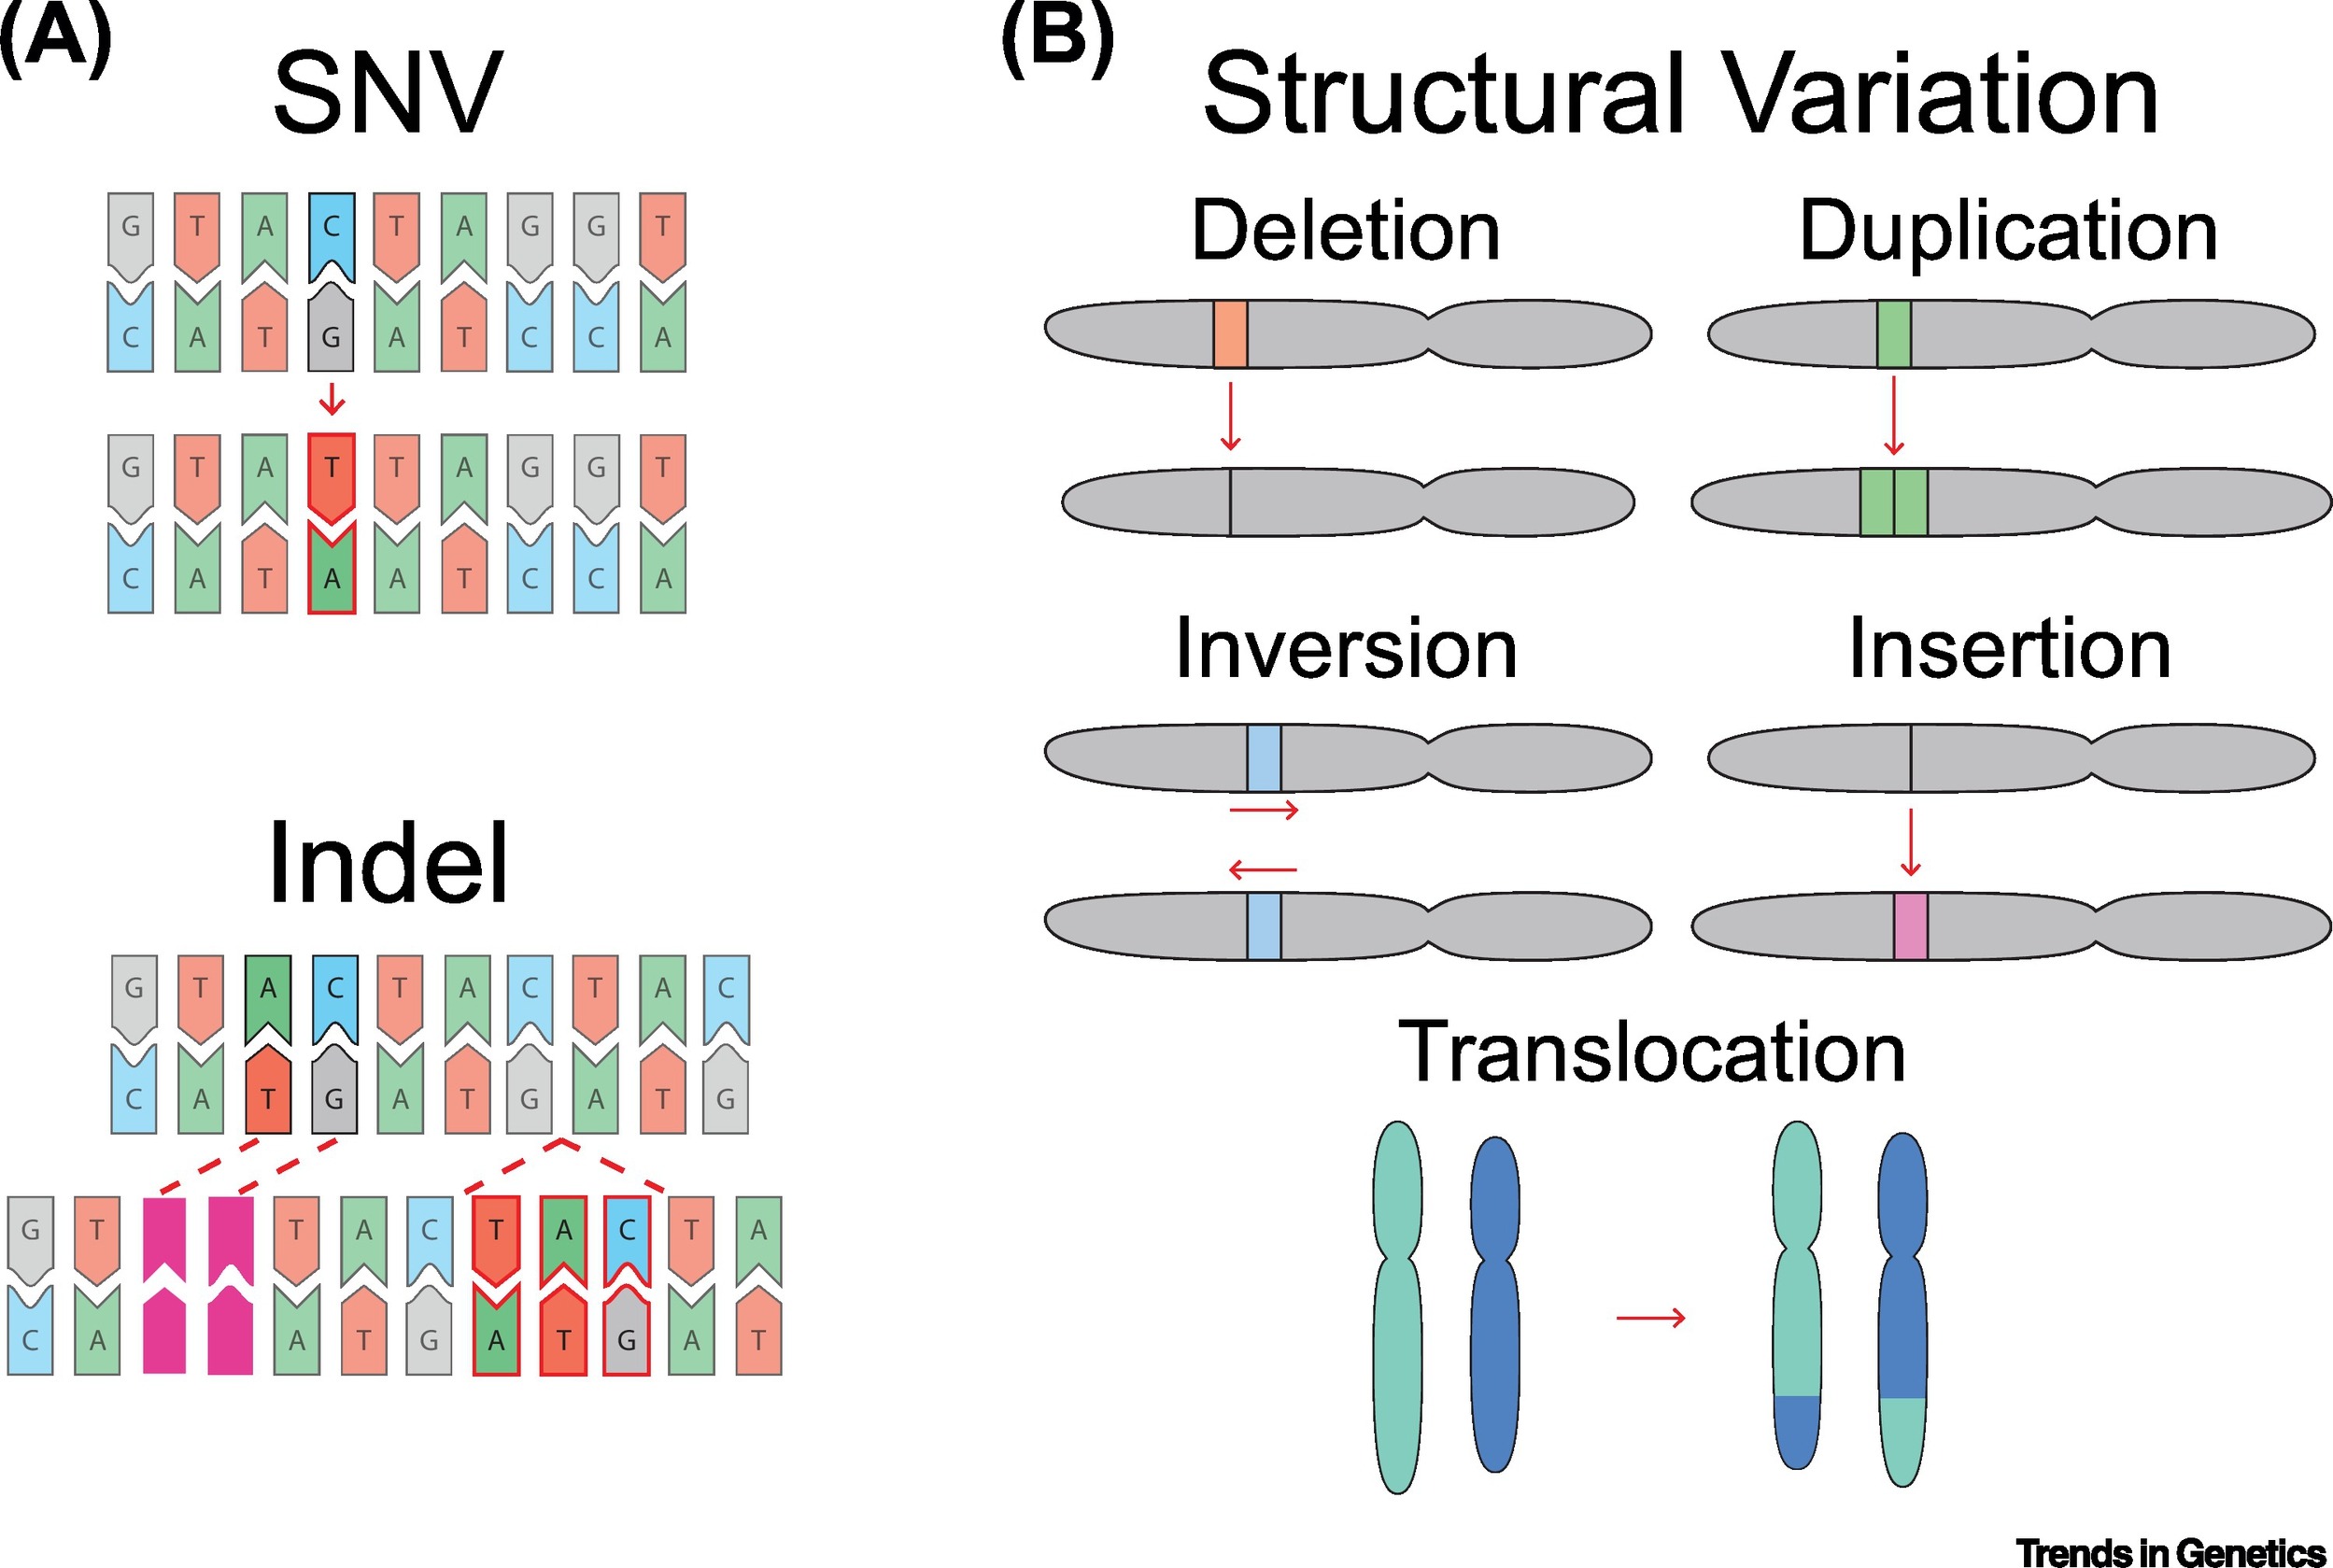 (A)
SNV
G T A C T A G G T
C A T G A T C C A
G T A T T A G G T
C A T A A T C C A
Indel
G T A C T A C T A C
C A T G A T G A T G
G T T A C T A C T A
C A A T G A T G A T
(B)
Structural Variation
Deletion
Duplication
Inversion
Insertion
Translocation
Trends in Genetics